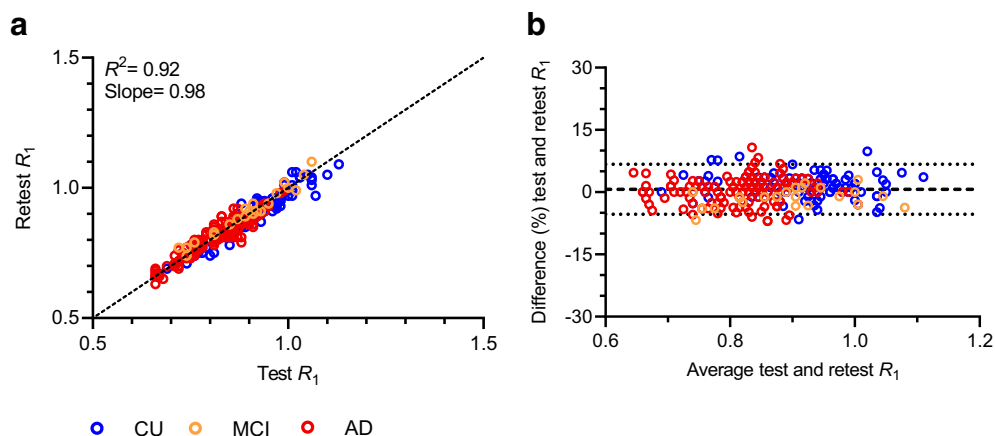 a
R²= 0.92
Slope= 0.98
1.5
1.0
0.5
Retest R₁
0.5
1.0
1.5
Test R₁
b
30
15
0
-15
-30
Difference (%) test and retest R₁
0.6
0.8
1.0
1.2
Average test and retest R₁
CU
MCI
AD